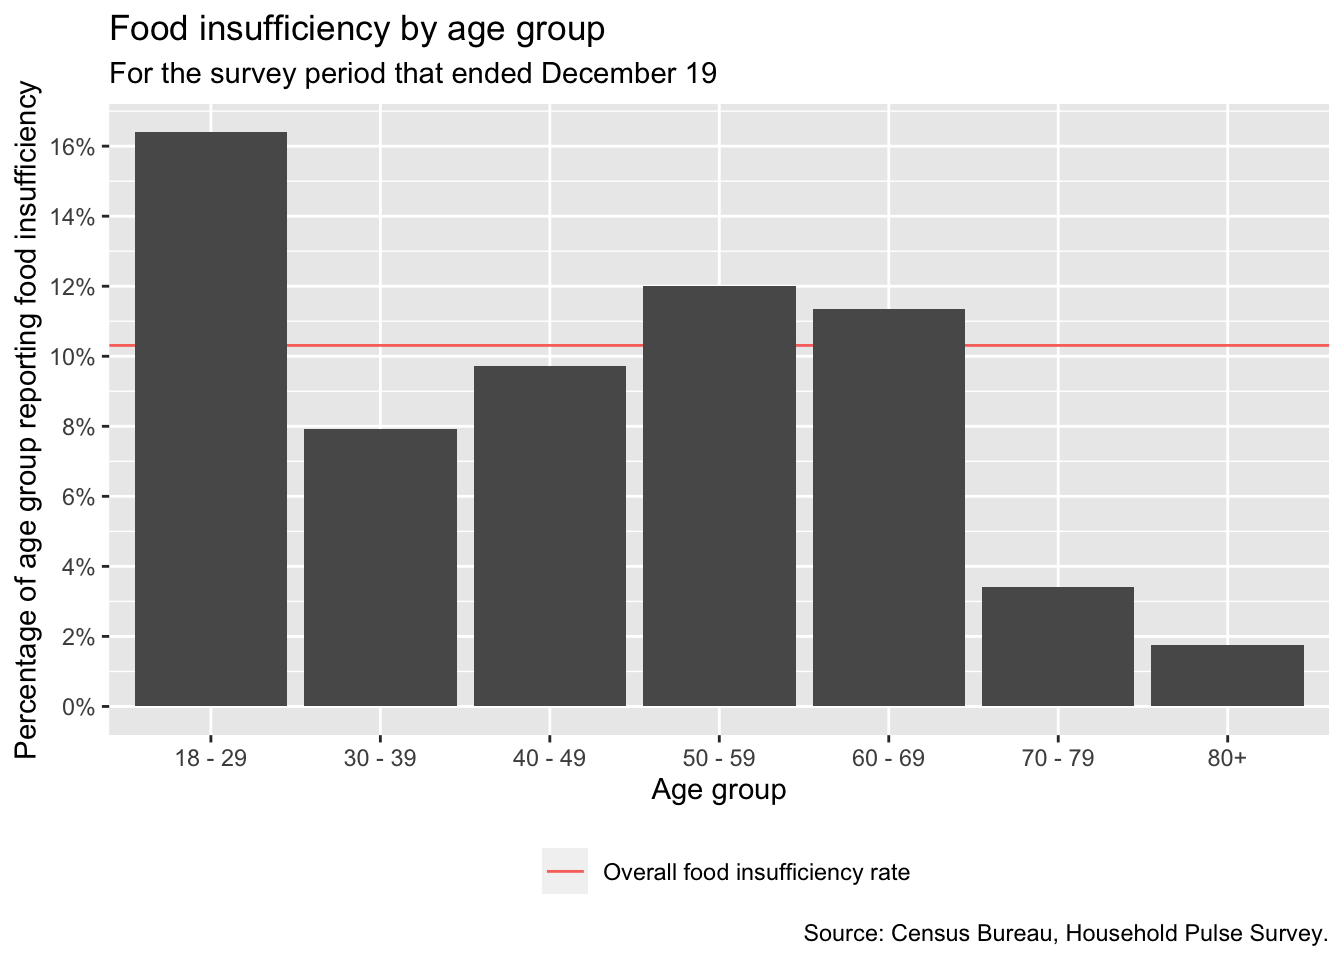 Food insufficiency by age group
For the survey period that ended December 19
Percentage of age group reporting food insufficiency
16%
14%
12%
10%
8%
6%
4%
2%
0%
18 - 29
30 - 39
40 - 49
50 - 59
60 - 69
70 - 79
80+
Age group
Overall food insufficiency rate
Source: Census Bureau, Household Pulse Survey.